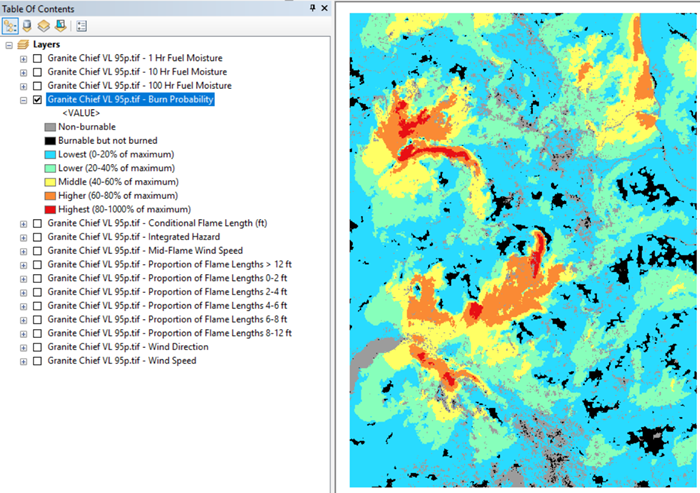 Table Of Contents
Layers
Granite Chief VL 95p.tif - 1 Hr Fuel Moisture
Granite Chief VL 95p.tif - 10 Hr Fuel Moisture
Granite Chief VL 95p.tif - 100 Hr Fuel Moisture
Granite Chief VL 95p.tif - Burn Probability
<VALUE>
Non-burnable
Burnable but not burned
Lowest (0-20% of maximum)
Lower (20-40% of maximum)
Middle (40-60% of maximum)
Higher (60-80% of maximum)
Highest (80-1000% of maximum)
Granite Chief VL 95p.tif - Conditional Flame Length (ft)
Granite Chief VL 95p.tif - Integrated Hazard
Granite Chief VL 95p.tif - Mid-Flame Wind Speed
Granite Chief VL 95p.tif - Proportion of Flame Lengths > 12 ft
Granite Chief VL 95p.tif - Proportion of Flame Lengths 0-2 ft
Granite Chief VL 95p.tif - Proportion of Flame Lengths 2-4 ft
Granite Chief VL 95p.tif - Proportion of Flame Lengths 4-6 ft
Granite Chief VL 95p.tif - Proportion of Flame Lengths 6-8 ft
Granite Chief VL 95p.tif - Proportion of Flame Lengths 8-12 ft
Granite Chief VL 95p.tif - Wind Direction
Granite Chief VL 95p.tif - Wind Speed